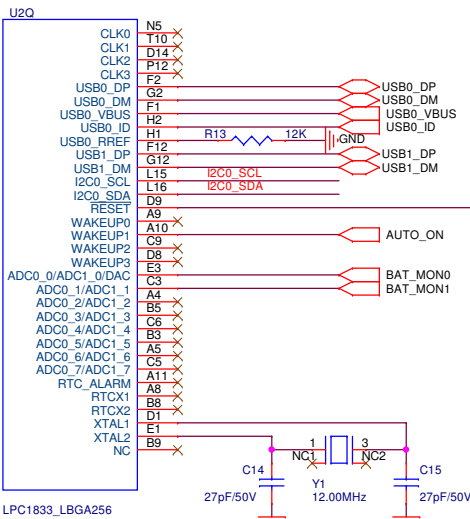 U2Q
CLK0 N5
CLK1 T10
CLK2 D14
CLK3 P12
USB0_DP F2 USB0_DP
USB0_DM G2 USB0_DM
USB0_VBUS F1 USB0_VBUS
USB0_ID H2 USB0_ID
USB0_RREF H1 R13 12K GND
USB1_DP F12 USB1_DP
USB1_DM G12 USB1_DM
I2C0_SCL L15 I2C0_SCL
I2C0_SDA L16 I2C0_SDA
RESET D9
WAKEUP0 A9
WAKEUP1 A10 AUTO_ON
WAKEUP2 C9
WAKEUP3 D8
ADC0_0/ADC1_0/DAC E3 BAT_MON0
ADC0_1/ADC1_1 C3 BAT_MON1
ADC0_2/ADC1_2 A4
ADC0_3/ADC1_3 B5
ADC0_4/ADC1_4 C6
ADC0_5/ADC1_5 B3
ADC0_6/ADC1_6 A5
ADC0_7/ADC1_7 C5
RTC_ALARM A11
RTCX1 A8
RTCX2 B8
XTAL1 D1
XTAL2 E1
NC B9
1 3
NC1 NC2
C14 Y1 C15
27pF/50V 12.00MHz 27pF/50V
LPC1833_LBGA256